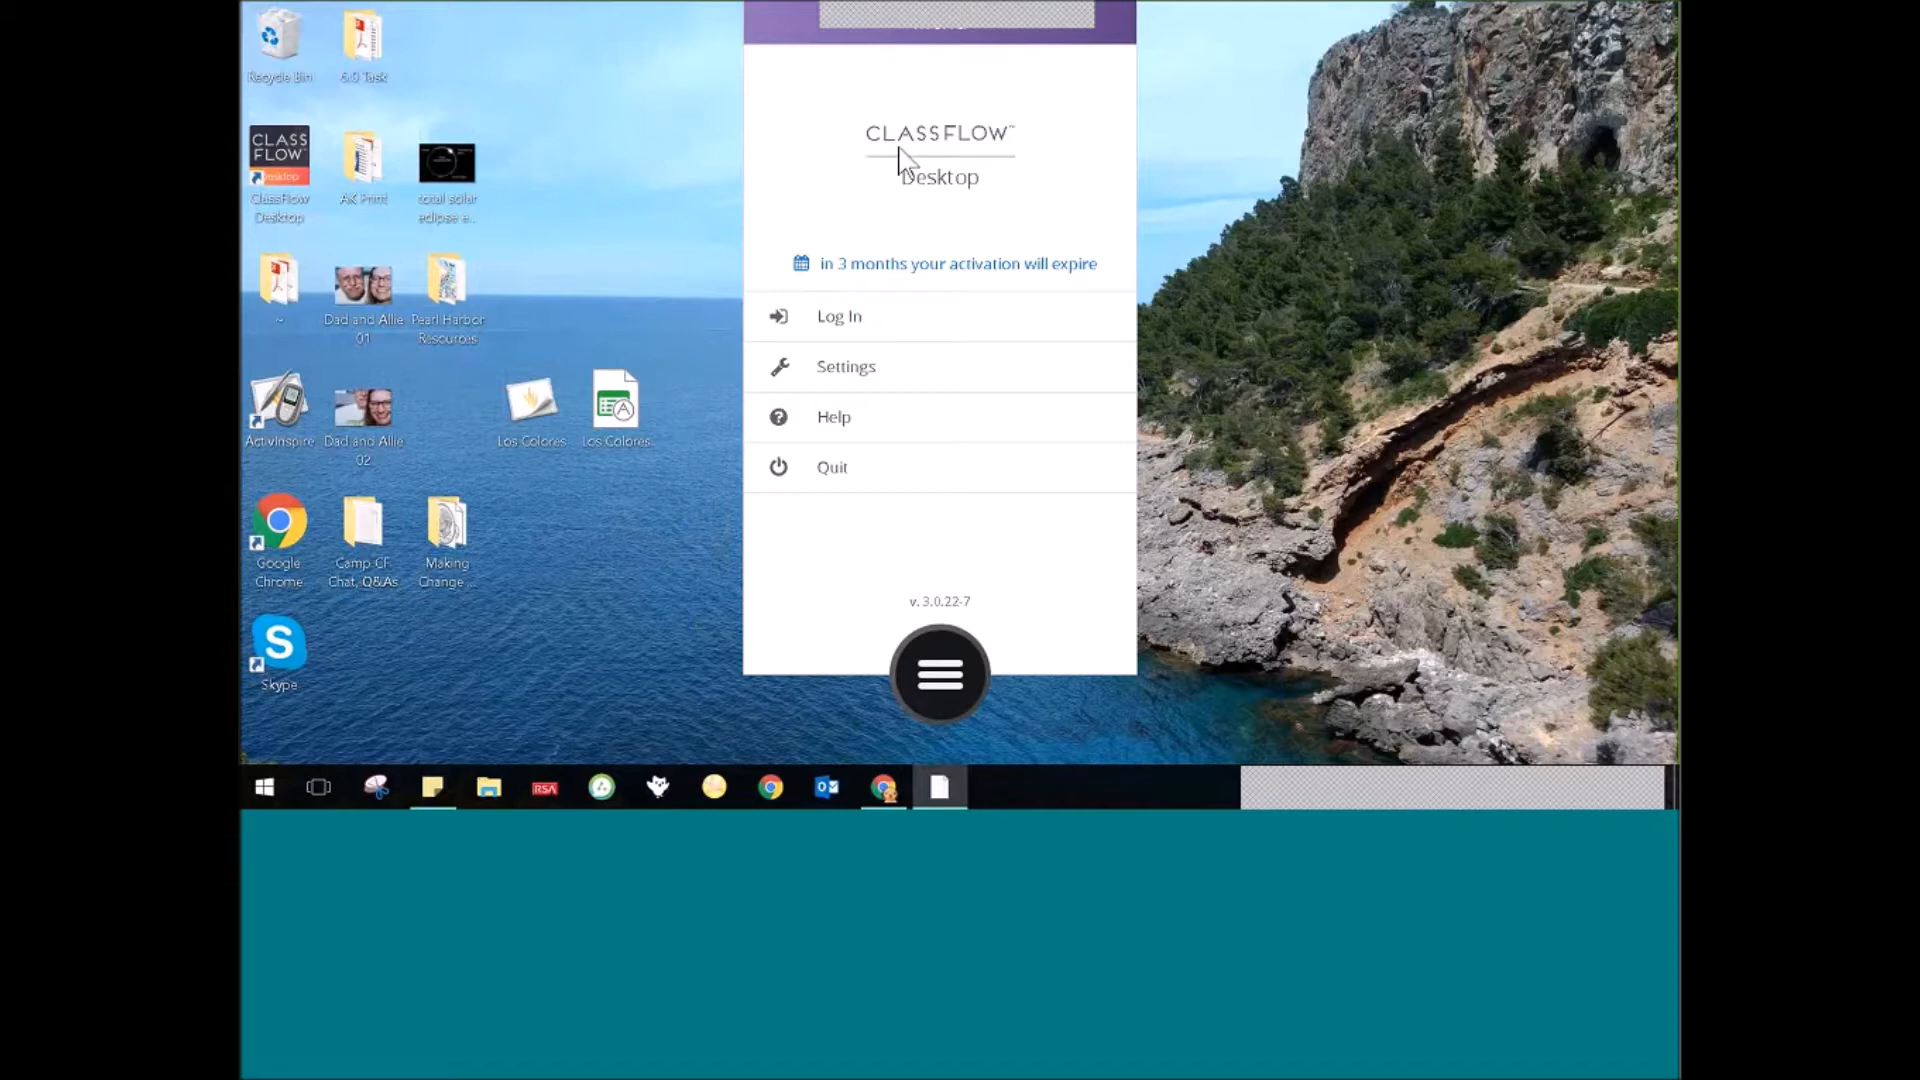 Recycle Bin
6.0 Task
CLASS
FLOW
Desktop
ClassFlow
Desktop
AK Print
total solar
eclipse e...
~
Dad and Allie
01
Pearl Harbor
Resources
ActivInspire
Dad and Allie
02
Los Colores
Los Colores
Google
Chrome
Camp CF
Chat, Q&As
Making
Change ...
S
Skype
CLASSFLOW™
Desktop
in 3 months your activation will expire
Log In
Settings
Help
Quit
v. 3.0.22-7
RSA